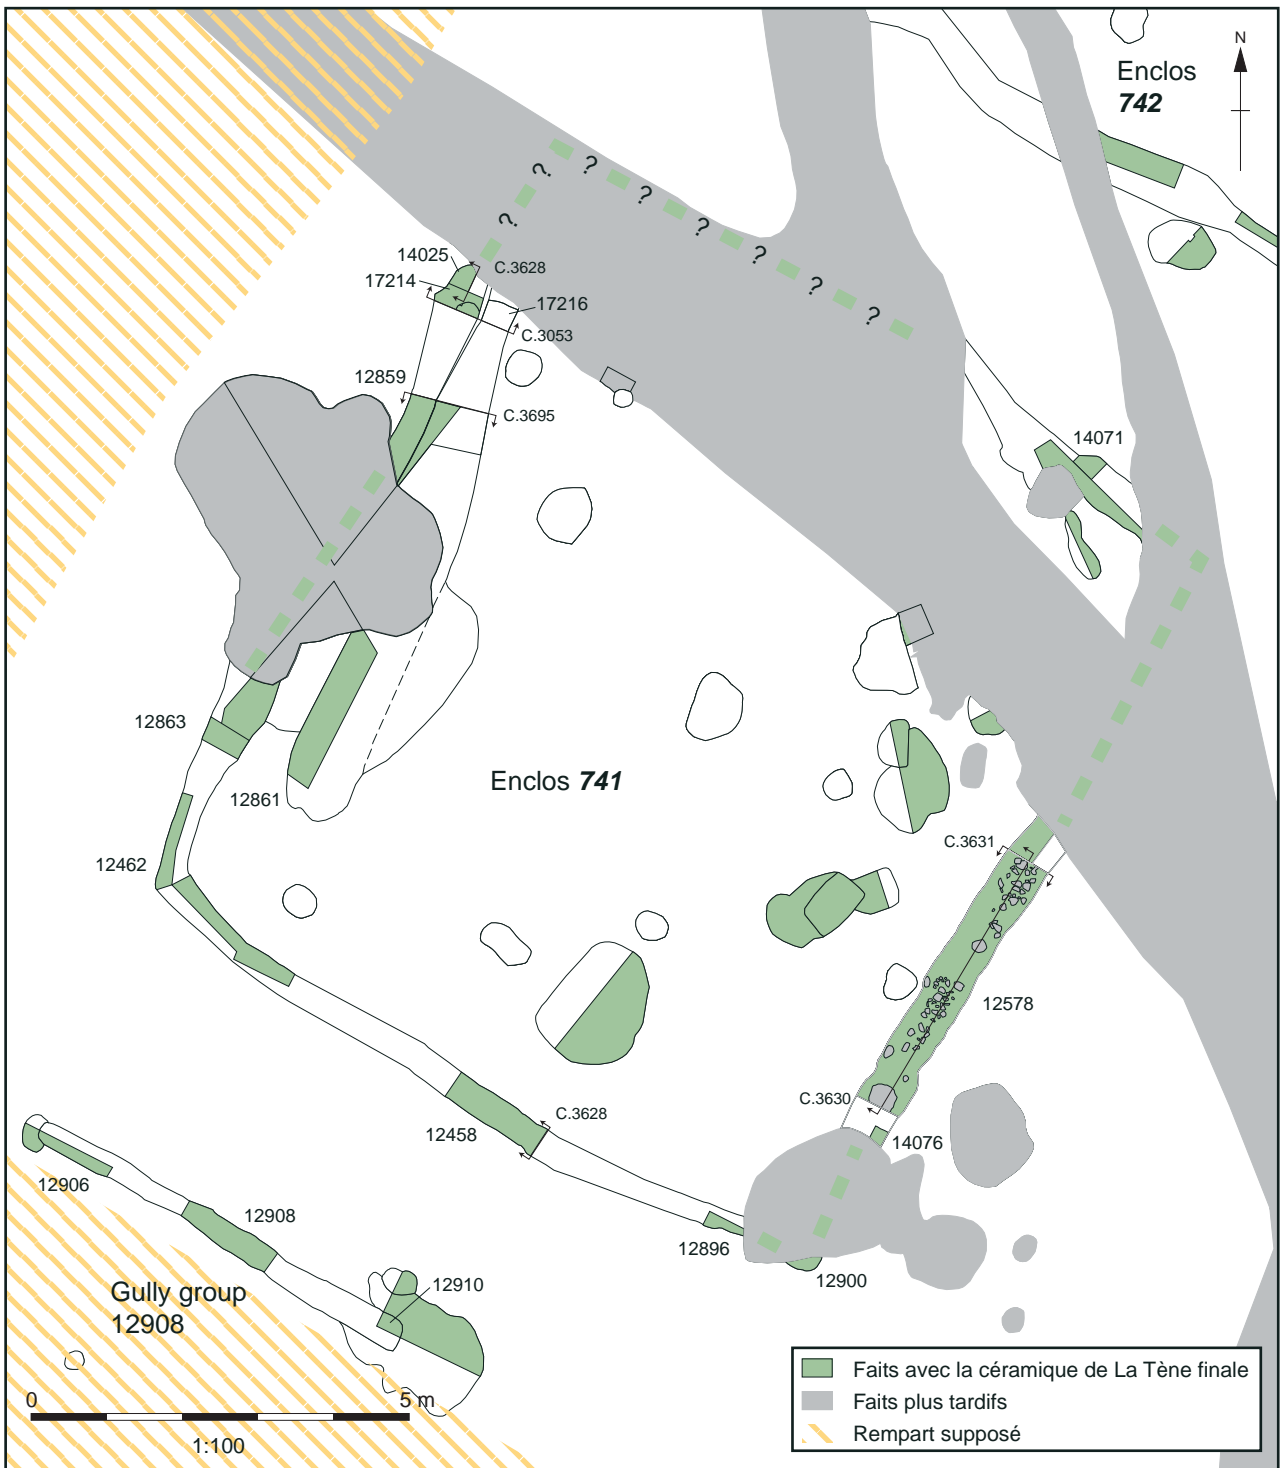 N
Enclos
742
?
?
?
?
?
?
?
?
14025
C.3628
17214
17216
C.3053
12859
C.3695
14071
12863
12861
Enclos 741
C.3631
12462
12578
C.3630
C.3628
12458
14076
12906
12908
12896
12900
12910
Gully group
12908
0 5 m
1:100
Faits avec la céramique de La Tène finale
Faits plus tardifs
Rempart supposé